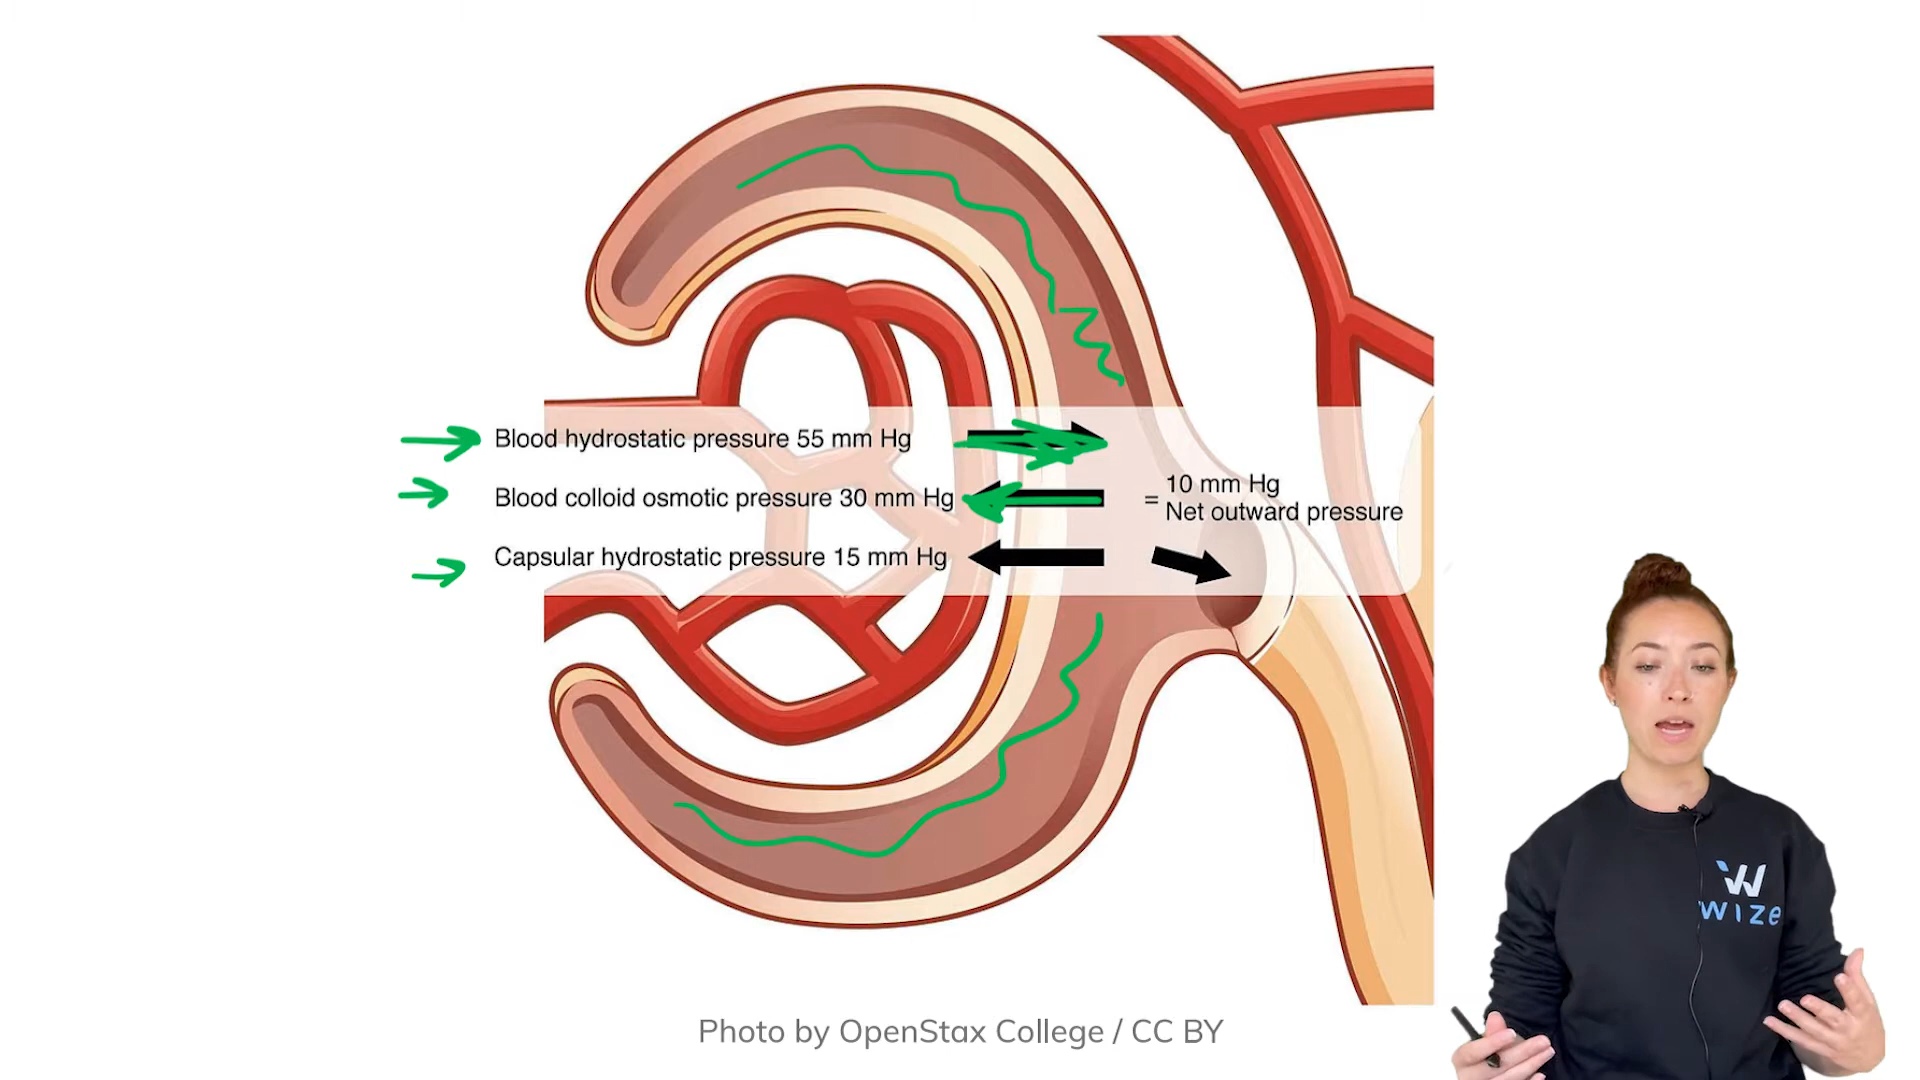 Blood hydrostatic pressure 55 mm Hg
Blood colloid osmotic pressure 30 mm Hg
Capsular hydrostatic pressure 15 mm Hg
= 10 mm Hg
Net outward pressure
W
wize
Photo by OpenStax College / CC BY